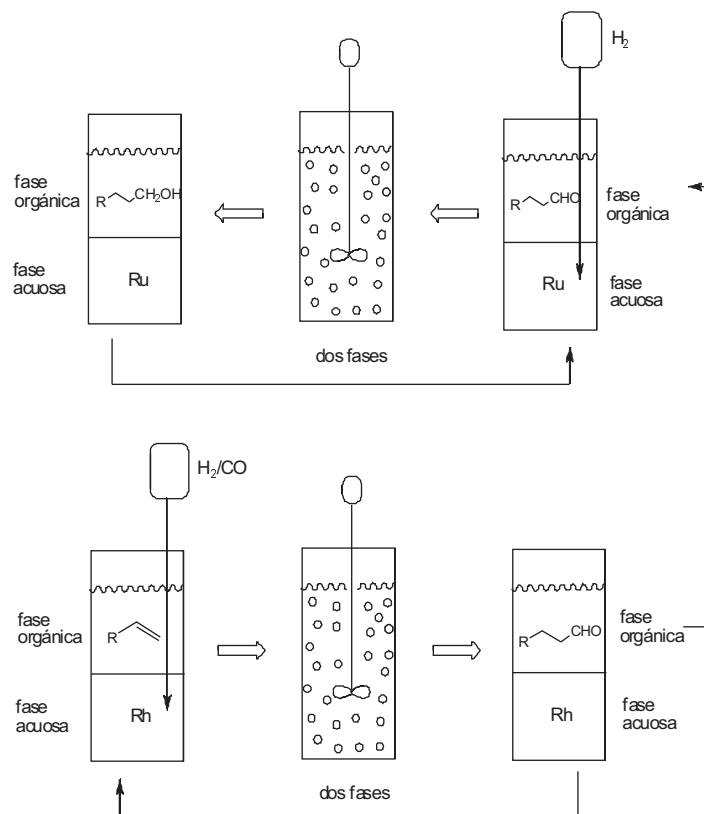 H₂
fase
orgánica
R CH₂OH
fase
acuosa
Ru
dos fases
R CHO
fase
orgánica
Ru
fase
acuosa
H₂/CO
fase
orgánica
R
fase
acuosa
Rh
dos fases
R CHO
fase
orgánica
Rh
fase
acuosa